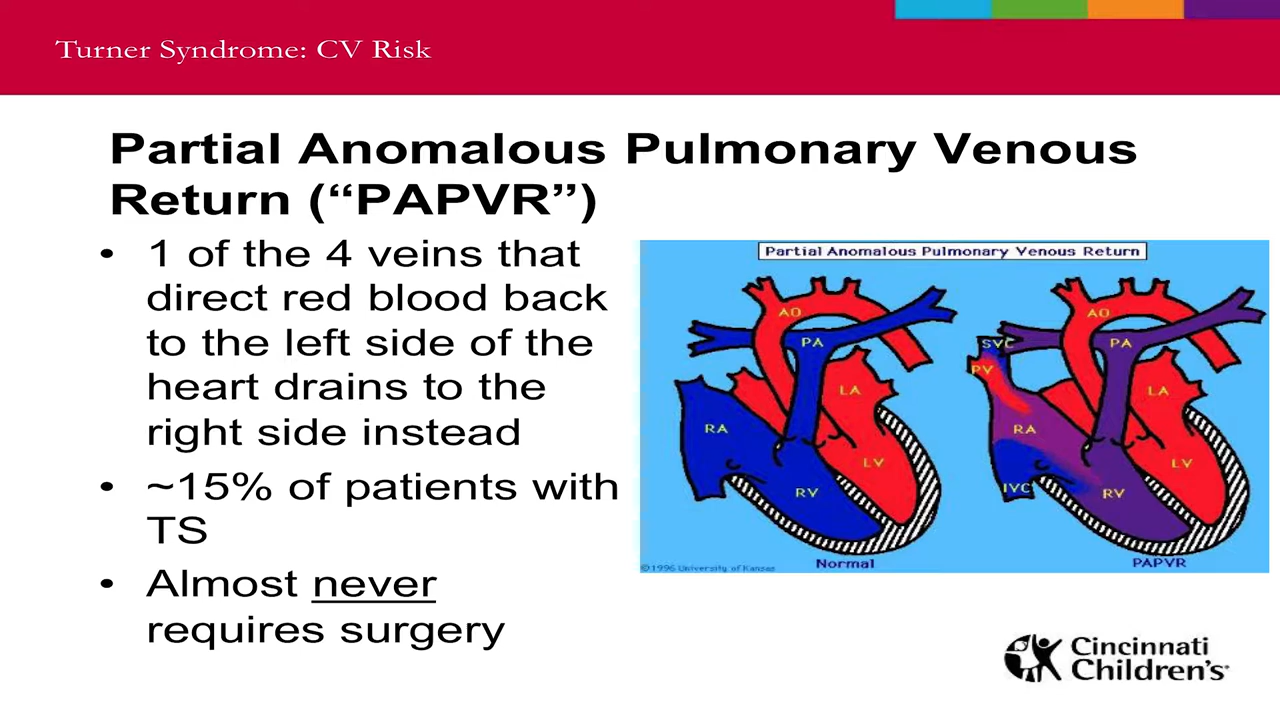 Turner Syndrome: CV Risk
Partial Anomalous Pulmonary Venous
Return (“PAPVR”)
• 1 of the 4 veins that
direct red blood back
to the left side of the
heart drains to the
right side instead
• ~15% of patients with
TS
• Almost never
requires surgery
Partial Anomalous Pulmonary Venous Return
AO
PA
LA
RA
LV
RV
Normal
AO
SVC
PA
PV
LA
RA
LV
IVC
RV
PAPVR
©1996 University of Kansas
Cincinnati
Children's